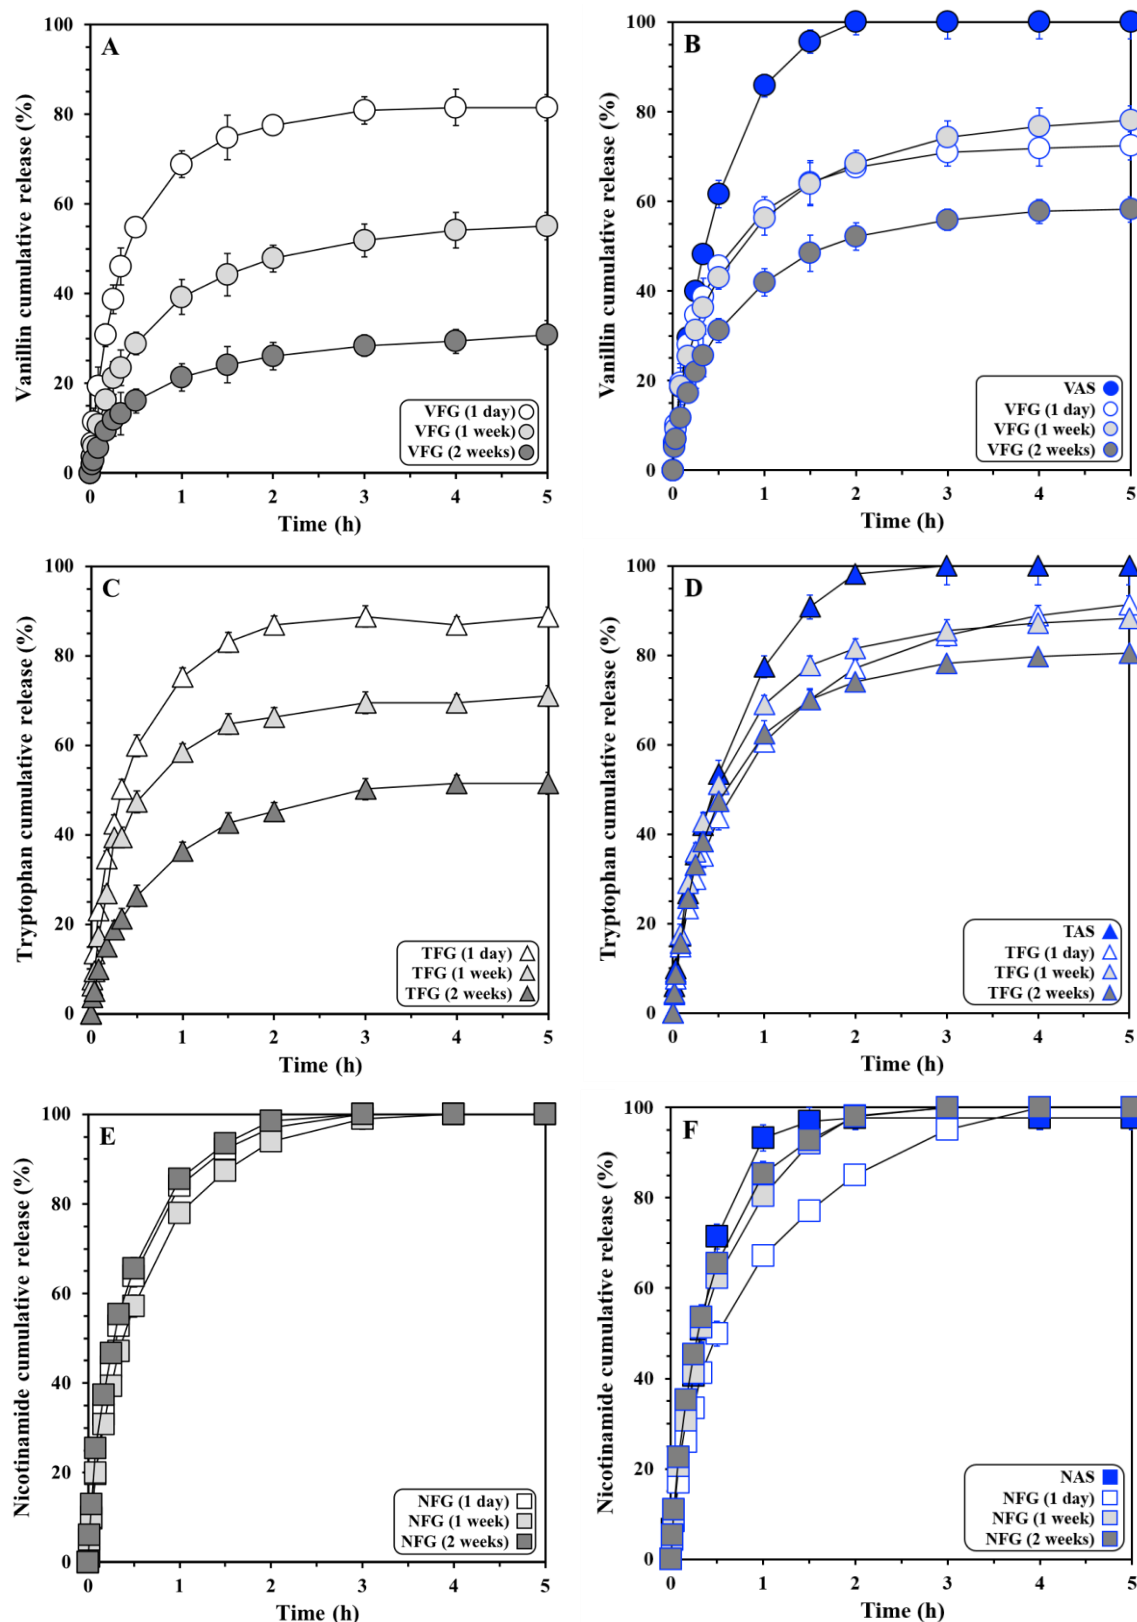 A
Vanillin cumulative release (%)
100
80
60
40
20
0
VFG (1 day)
VFG (1 week)
VFG (2 weeks)
0 1 2 3 4 5
Time (h)
B
Vanillin cumulative release (%)
100
80
60
40
20
0
VAS
VFG (1 day)
VFG (1 week)
VFG (2 weeks)
0 1 2 3 4 5
Time (h)
C
Tryptophan cumulative release (%)
100
80
60
40
20
0
TFG (1 day)
TFG (1 week)
TFG (2 weeks)
0 1 2 3 4 5
Time (h)
D
Tryptophan cumulative release (%)
100
80
60
40
20
0
TAS
TFG (1 day)
TFG (1 week)
TFG (2 weeks)
0 1 2 3 4 5
Time (h)
E
Nicotinamide cumulative release (%)
100
80
60
40
20
0
NFG (1 day)
NFG (1 week)
NFG (2 weeks)
0 1 2 3 4 5
Time (h)
F
Nicotinamide cumulative release (%)
100
80
60
40
20
0
NAS
NFG (1 day)
NFG (1 week)
NFG (2 weeks)
0 1 2 3 4 5
Time (h)